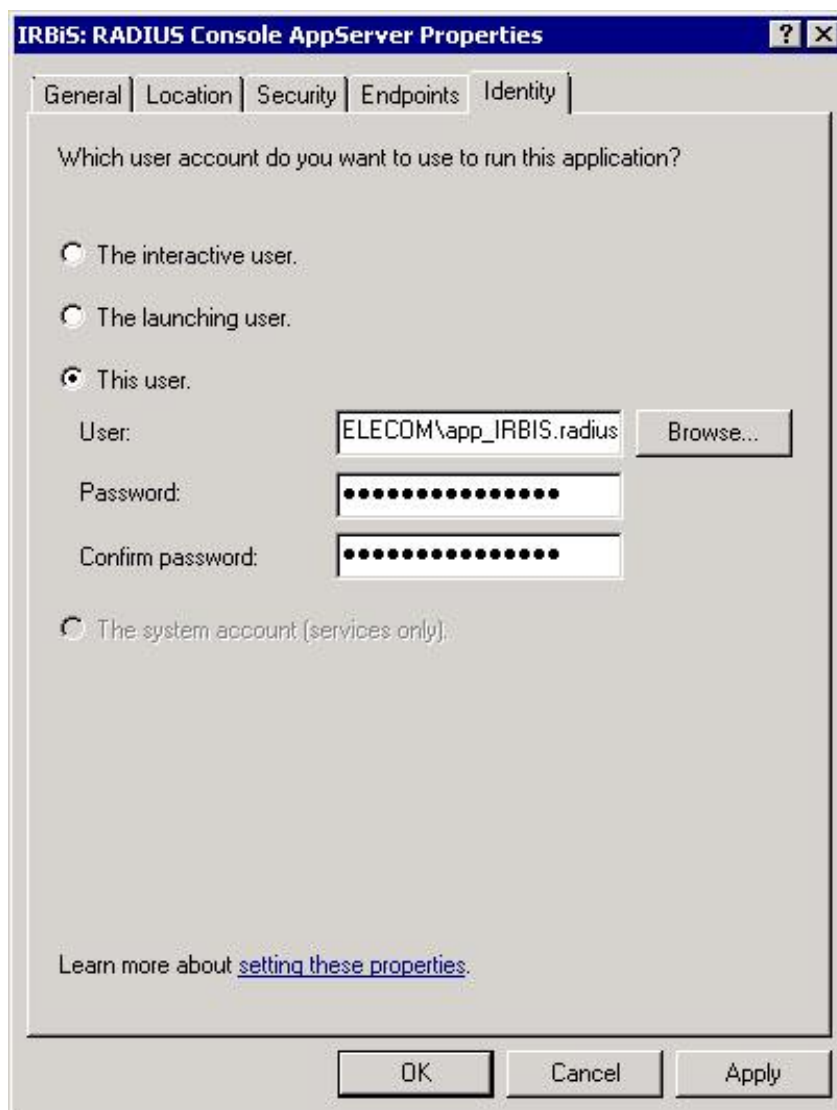 IRBiS: RADIUS Console AppServer Properties
General Location Security Endpoints Identity
Which user account do you want to use to run this application?
The interactive user.
The launching user.
This user.
User: ELECOM\app_IRBIS.radius Browse...
Password: ●●●●●●●●●●●●●●●
Confirm password: ●●●●●●●●●●●●●●●
The system account (services only).
Learn more about setting these properties.
OK Cancel Apply